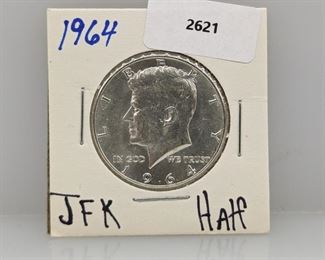 2621
1964
LIBERTY
IN GOD WE TRUST
1964
JFK Half